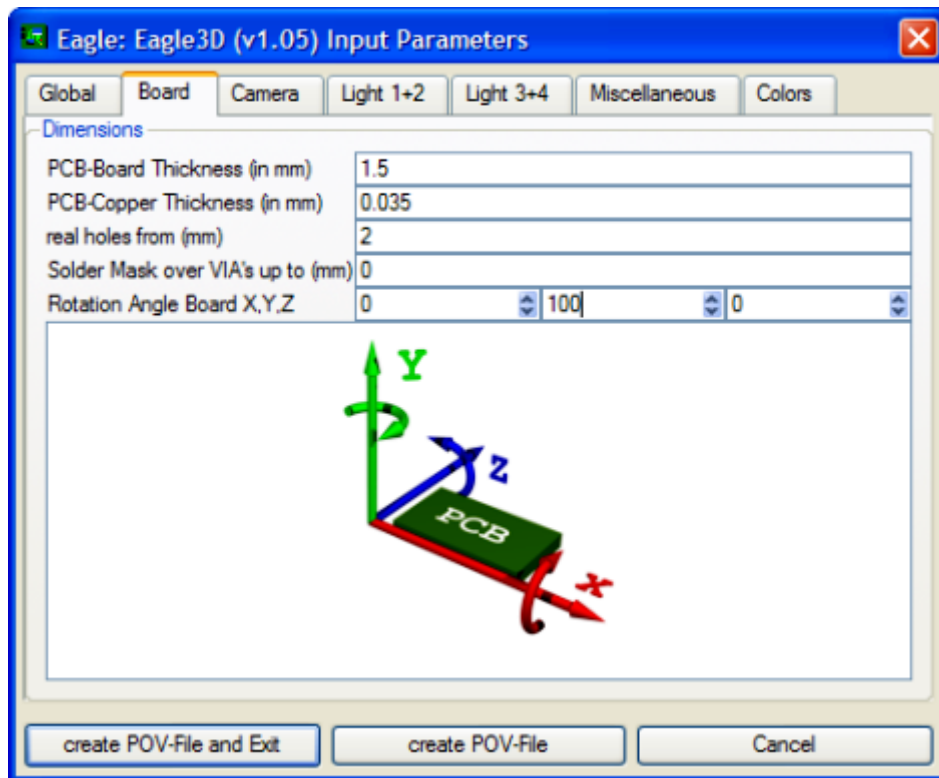 Eagle: Eagle3D (v1.05) Input Parameters
Global Board Camera Light 1+2 Light 3+4 Miscellaneous Colors
Dimensions
PCB-Board Thickness (in mm) 1.5
PCB-Copper Thickness (in mm) 0.035
real holes from (mm) 2
Solder Mask over VIA's up to (mm) 0
Rotation Angle Board X,Y,Z 0 100 0
Y
Z
PCB
X
create POV-File and Exit create POV-File Cancel